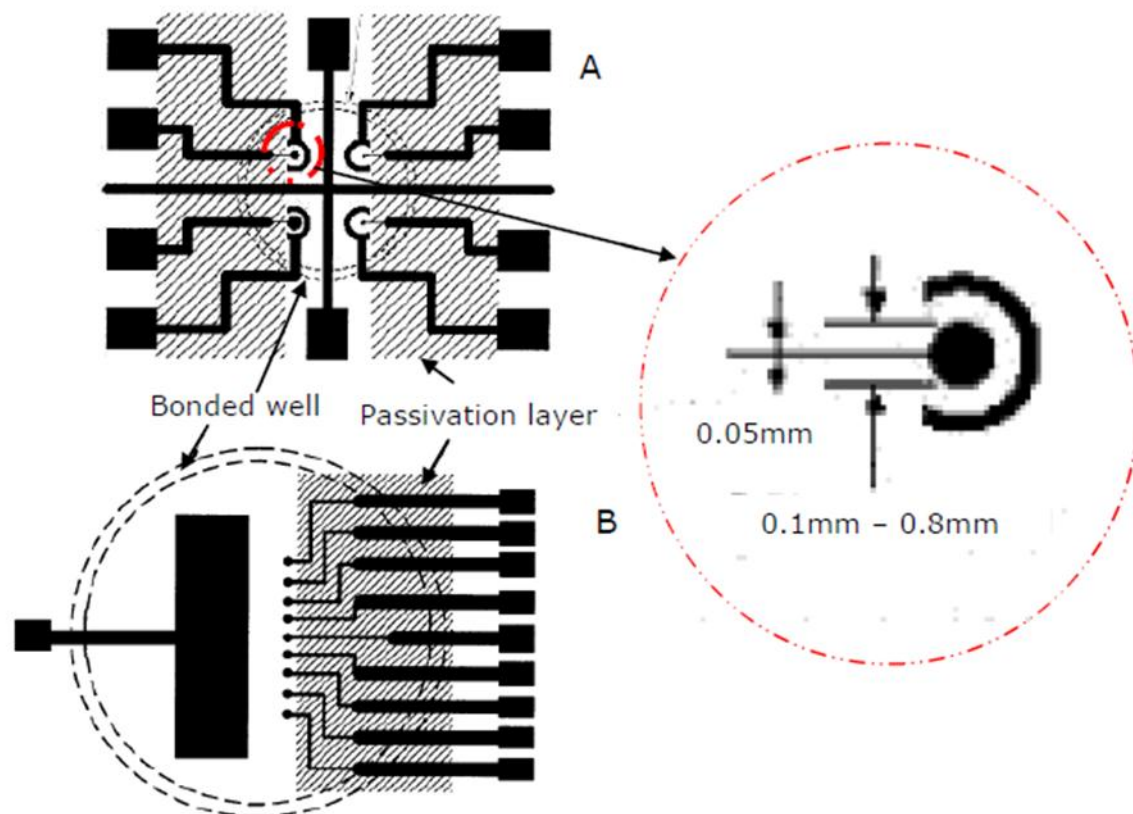 A
Bonded well
Passivation layer
0.05mm
B
0.1mm – 0.8mm